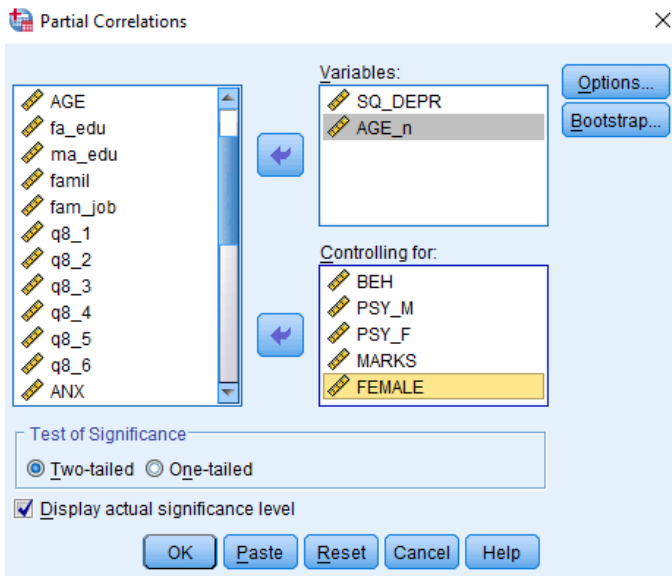 Partial Correlations
AGE
fa_edu
ma_edu
famil
fam_job
q8_1
q8_2
q8_3
q8_4
q8_5
q8_6
ANX
Variables:
SQ_DEPR
AGE_n
Options...
Bootstrap...
Controlling for:
BEH
PSY_M
PSY_F
MARKS
FEMALE
Test of Significance
Two-tailed One-tailed
Display actual significance level
OK Paste Reset Cancel Help